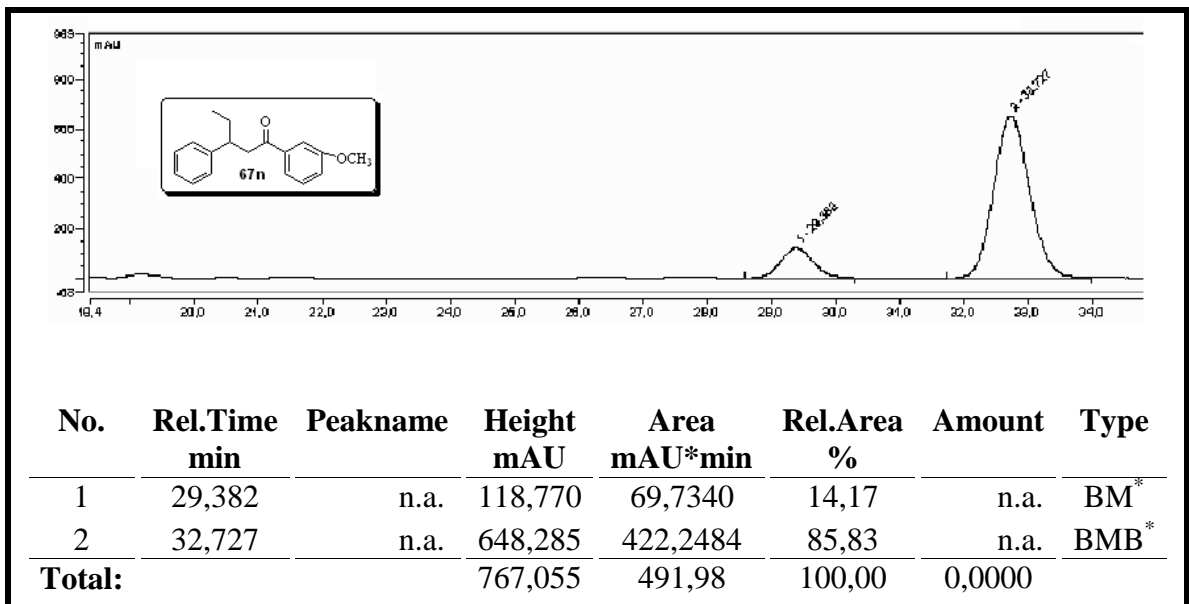 mAU
2 - 32,727
O
OCH3
67n
1 - 29,382
400
200
20,0 21,0 22,0 23,0 24,0 25,0 26,0 27,0 28,0 29,0 30,0 31,0 32,0 33,0 34,0
No. Rel.Time Peakname Height Area Rel.Area Amount Type
min mAU mAU*min %
1 29,382 n.a. 118,770 69,7340 14,17 n.a. BM*
2 32,727 n.a. 648,285 422,2484 85,83 n.a. BMB*
Total: 767,055 491,98 100,00 0,0000